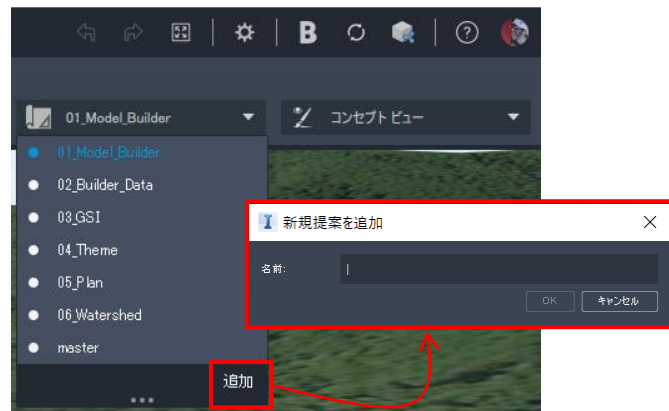 B
?
01_Model_Builder
コンセプト ビュー
01_Model_Builder
02_Builder_Data
03_GSI
04_Theme
05_Plan
06_Watershed
master
追加
I 新規提案を追加
名前:
OK キャンセル